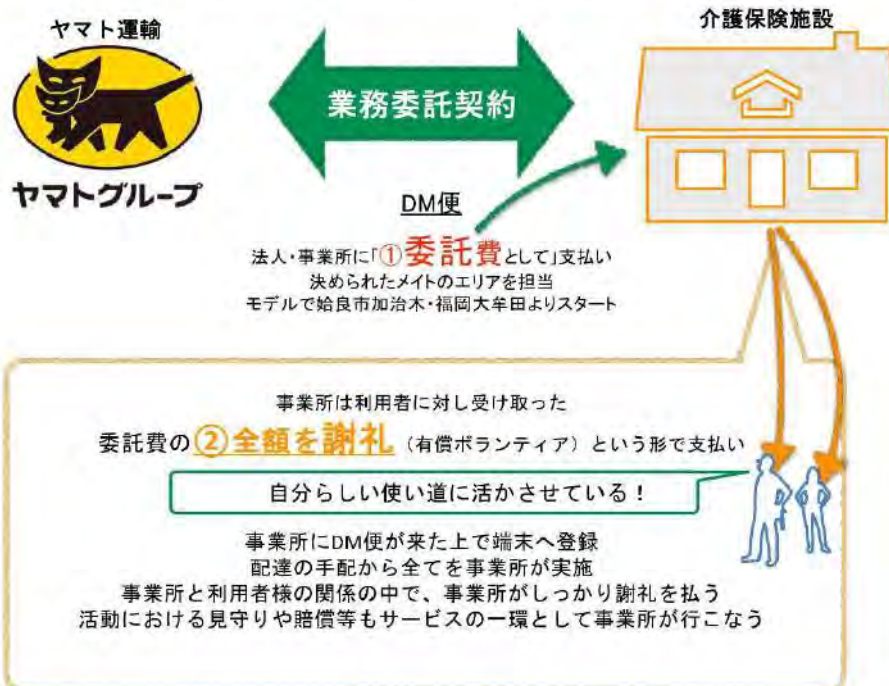 ヤマト運輸
ヤマトグループ
業務委託契約
介護保険施設
DM便
法人・事業所に「①委託費として」支払い
決められたメイトのエリアを担当
モデルで姶良市加治木・福岡大牟田よりスタート
事業所は利用者に対し受け取った
委託費の②全額を謝礼（有償ボランティア）という形で支払い
自分らしい使い道に活かさせている！
事業所にDM便が来た上で端末へ登録
配達の手配から全てを事業所が実施
事業所と利用者様の関係の中で、事業所がしっかり謝礼を払う
活動における見守りや賠償等もサービスの一環として事業所が行こなう